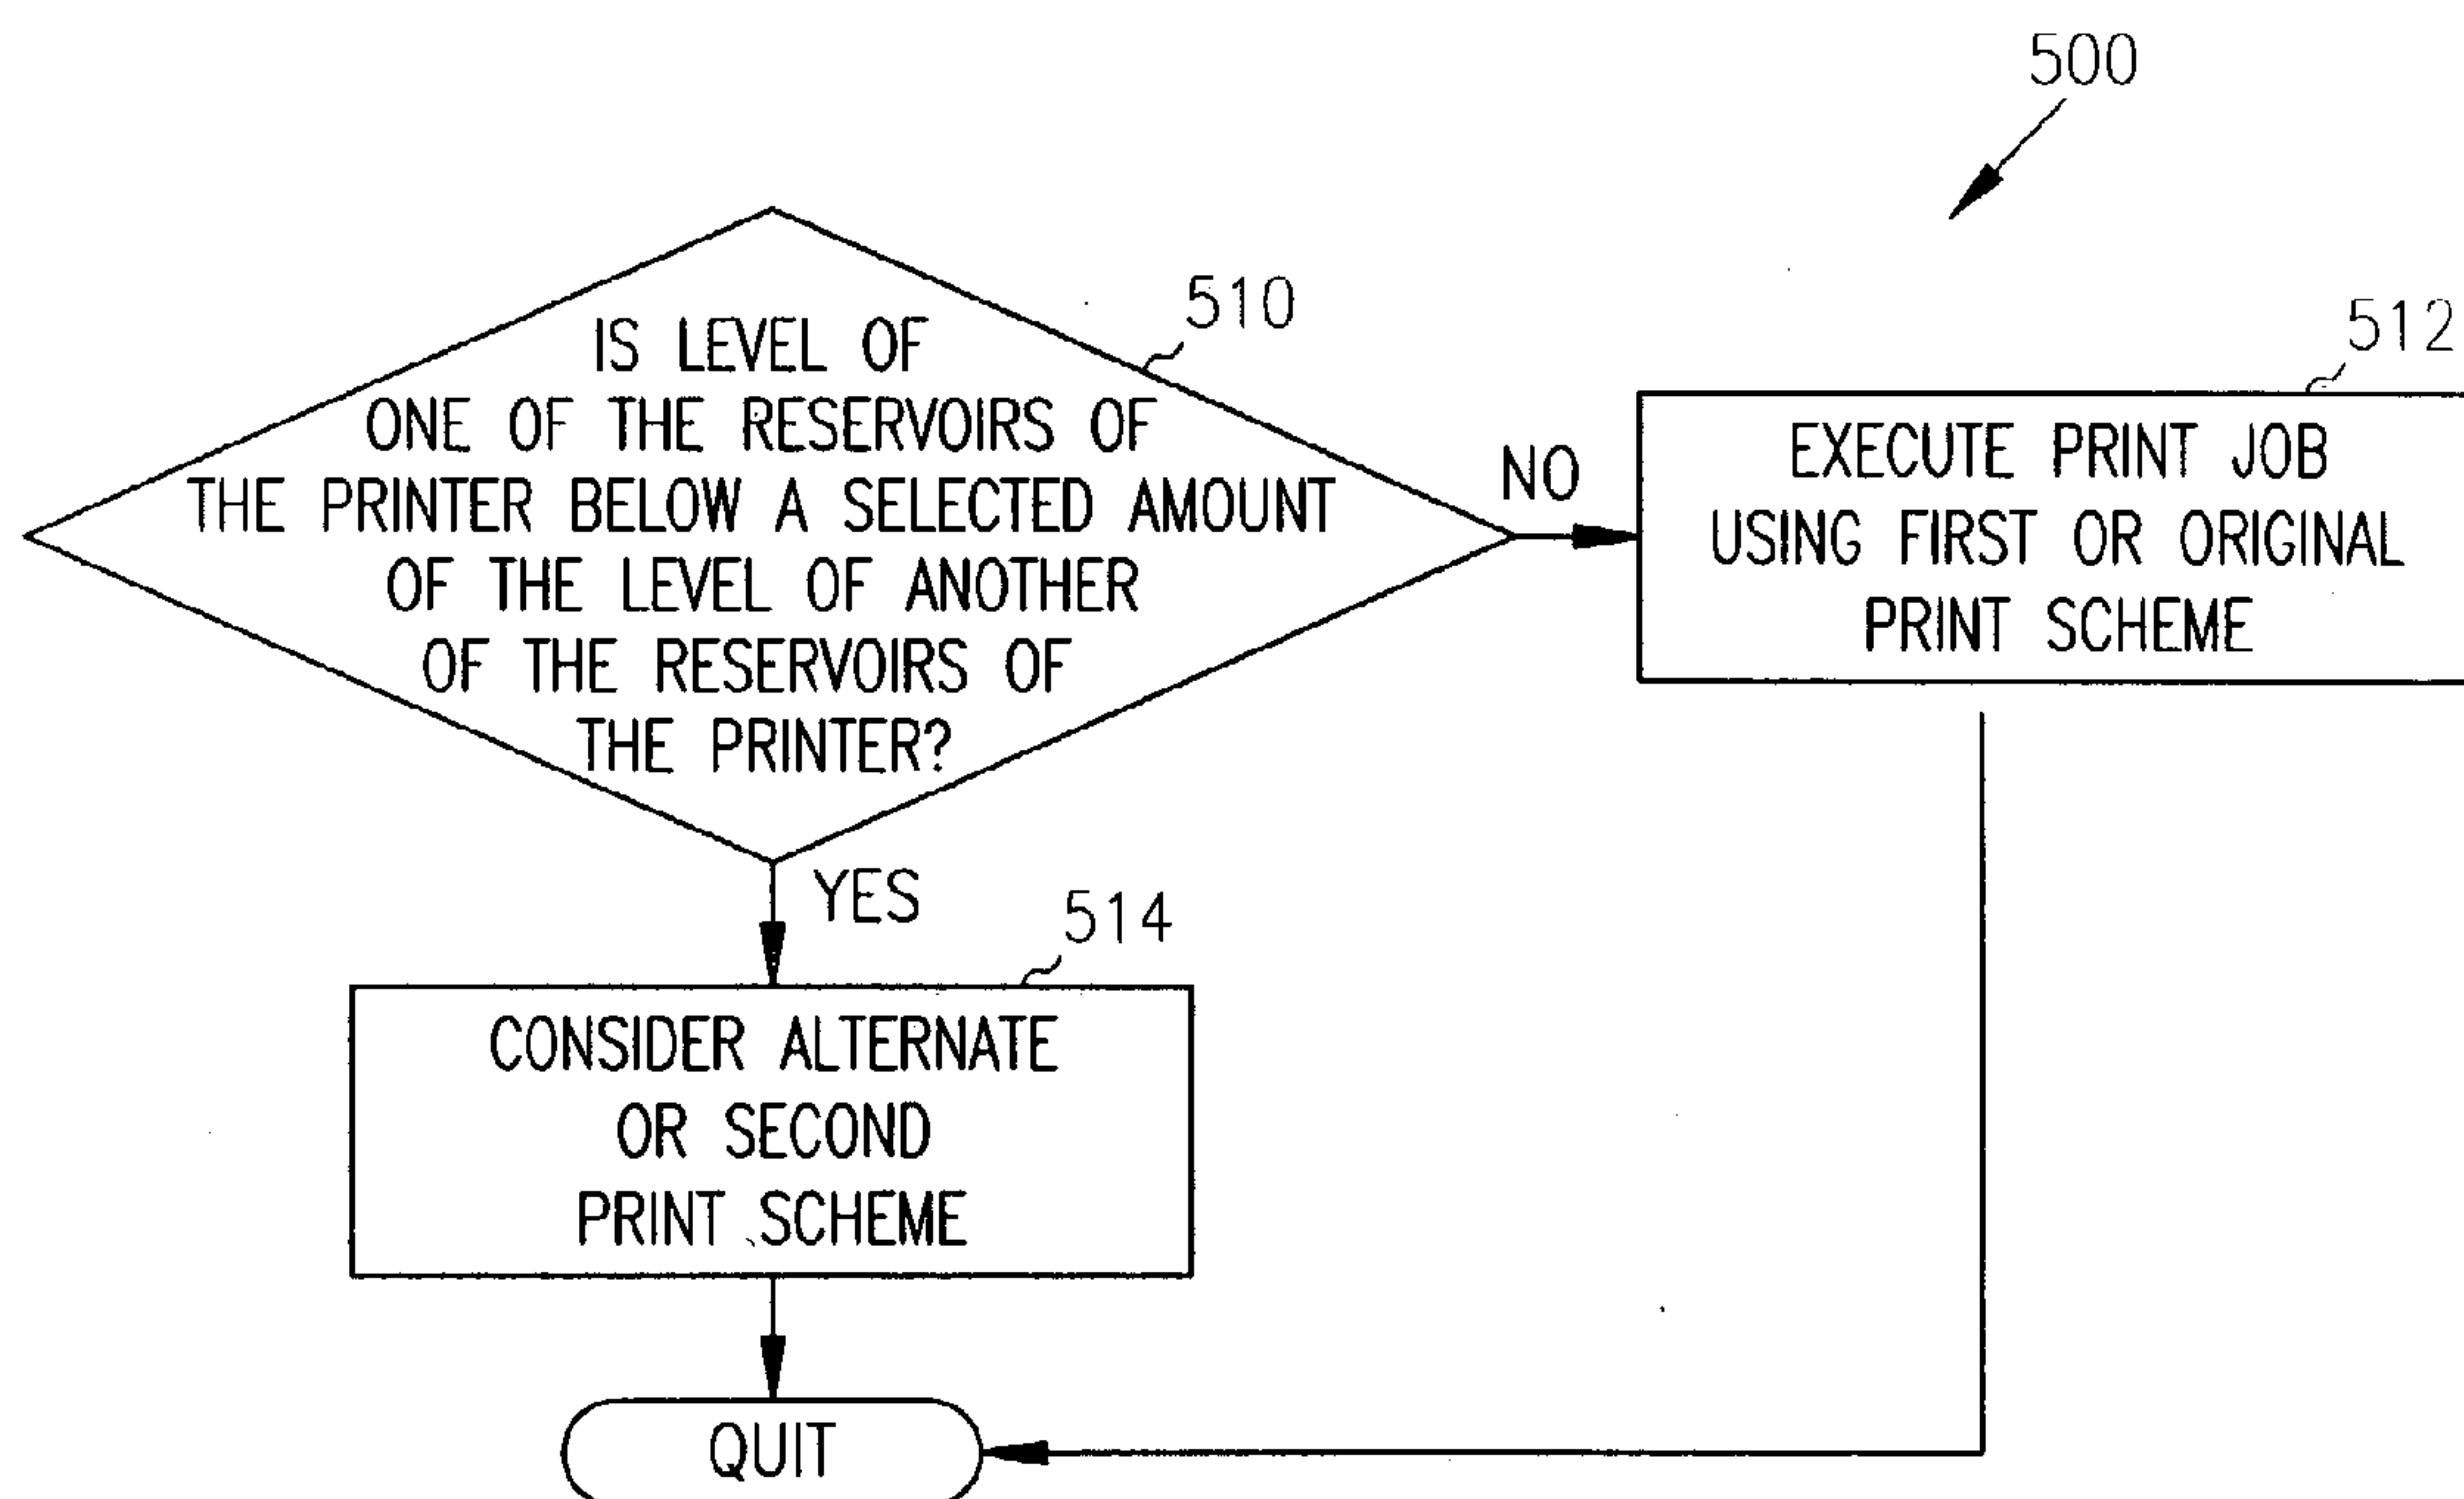 500
510
IS LEVEL OF
ONE OF THE RESERVOIRS OF
THE PRINTER BELOW A SELECTED AMOUNT
OF THE LEVEL OF ANOTHER
OF THE RESERVOIRS OF
THE PRINTER?
NO
512
EXECUTE PRINT JOB
USING FIRST OR ORIGINAL
PRINT SCHEME
YES
514
CONSIDER ALTERNATE
OR SECOND
PRINT SCHEME
QUIT